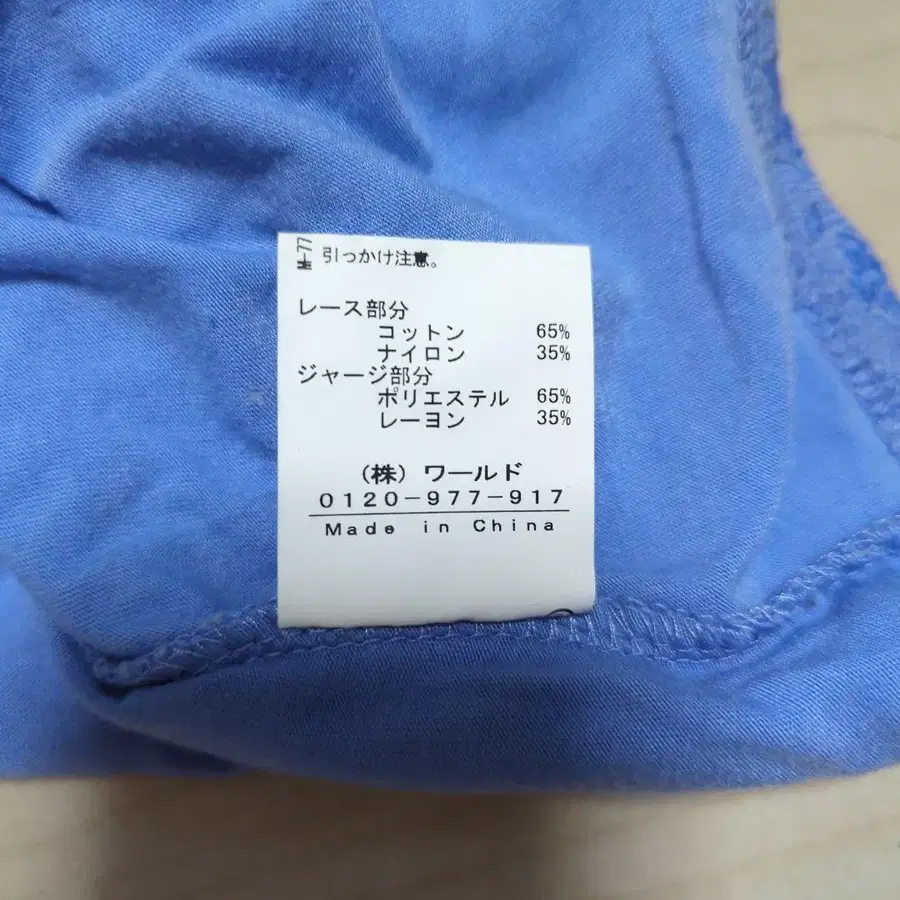 M-77 引っかけ注意。
レース部分
コットン 65%
ナイロン 35%
ジャージ部分
ポリエステル 65%
レーヨン 35%
(株)ワールド
0120-977-917
Made in China